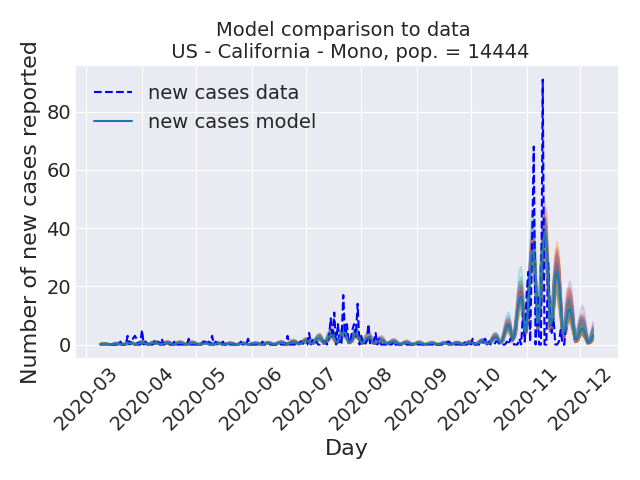 Model comparison to data
US - California - Mono, pop. = 14444
Number of new cases reported
new cases data
new cases model
80
60
40
20
0
2020-03
2020-04
2020-05
2020-06
2020-07
2020-08
2020-09
2020-10
2020-11
2020-12
Day